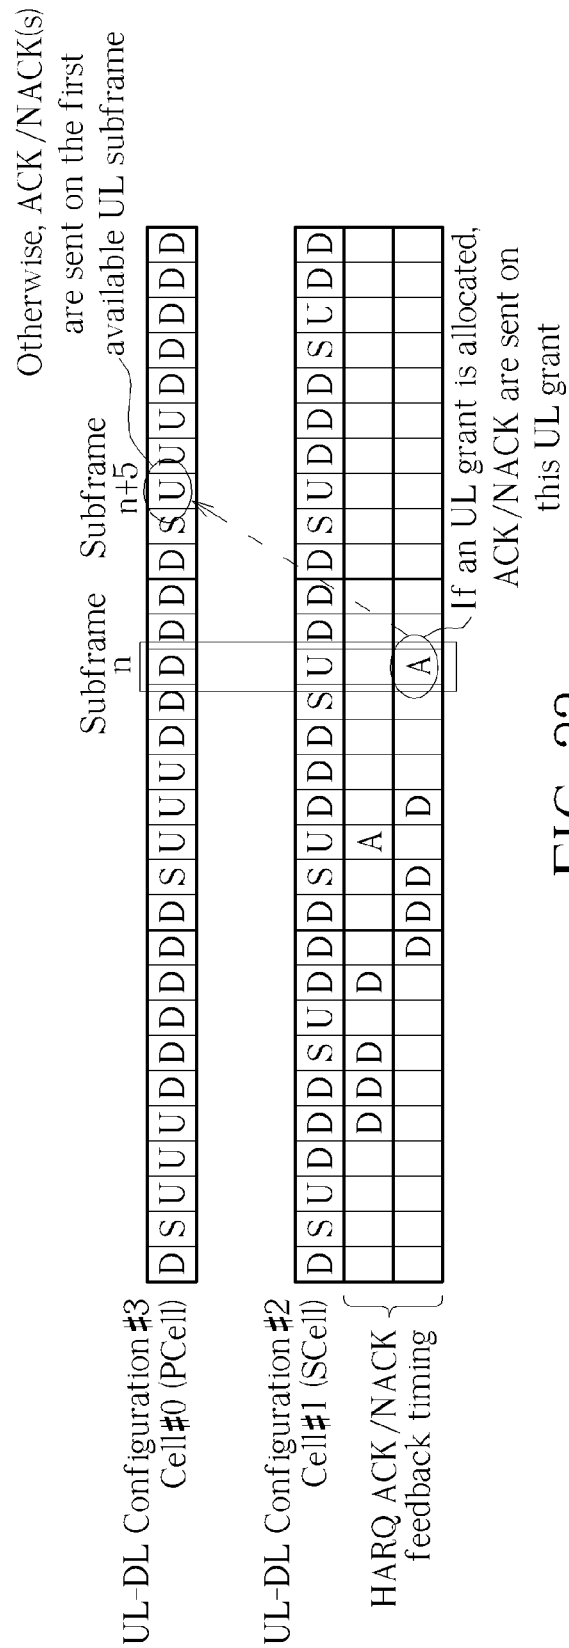 Otherwise, ACK/NACK(s)
are sent on the first
available UL subframe
Subframe
n
Subframe
n+5
UL-DL Configuration#3
Cell#0 (PCell)
D S U U U D D D D D D S U U U D D D D D D S U U U D D D D D
UL-DL Configuration#2
Cell#1 (SCell)
D S U D D D S U D D D S U D D D S U D D D S U D D D S U D D
HARQ ACK/NACK
feedback timing
D D D D A
D D D D A
If an UL grant is allocated,
ACK/NACK are sent on
this UL grant